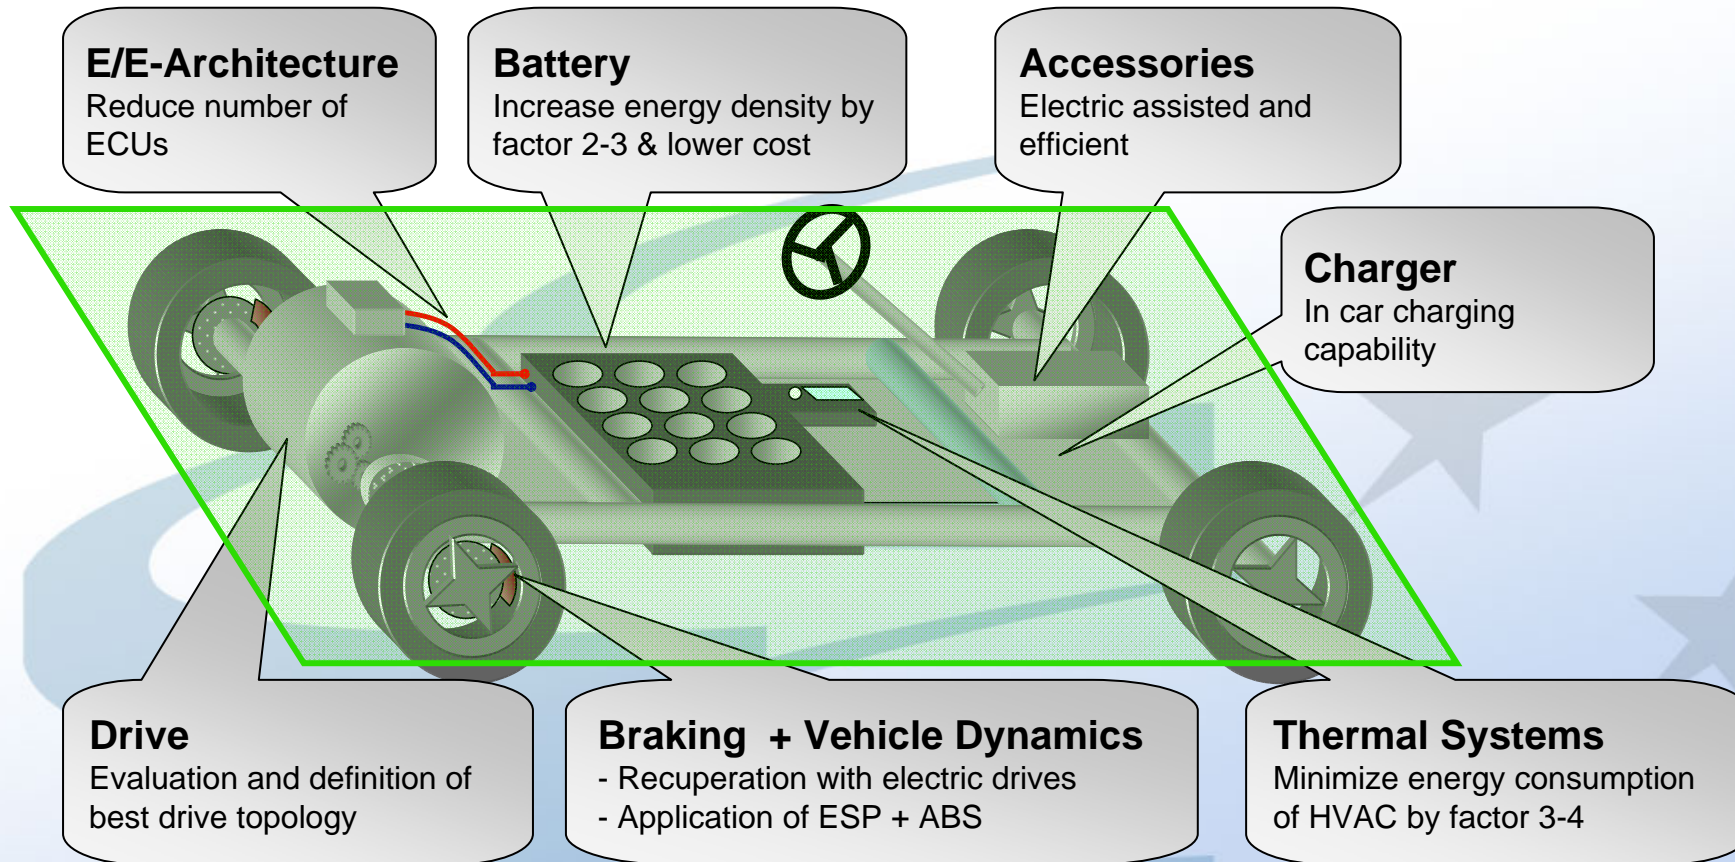 E/E-Architecture
Reduce number of
ECUs
Battery
Increase energy density by
factor 2-3 & lower cost
Accessories
Electric assisted and
efficient
Charger
In car charging
capability
Drive
Evaluation and definition of
best drive topology
Braking + Vehicle Dynamics
- Recuperation with electric drives
- Application of ESP + ABS
Thermal Systems
Minimize energy consumption
of HVAC by factor 3-4